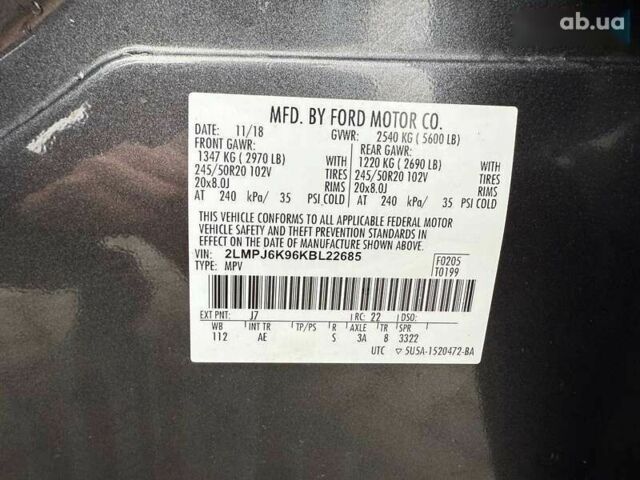 ab.ua
MFD. BY FORD MOTOR CO.
DATE: 11/18 GVWR: 2540 KG ( 5600 LB)
FRONT GAWR: REAR GAWR:
1347 KG ( 2970 LB) WITH 1220 KG ( 2690 LB) WITH
245/50R20 102V TIRES 245/50R20 102V TIRES
20x8.0J RIMS 20x8.0J RIMS
AT 240 kPa/ 35 PSI COLD AT 240 kPa/ 35 PSI COLD
THIS VEHICLE CONFORMS TO ALL APPLICABLE FEDERAL MOTOR
VEHICLE SAFETY AND THEFT PREVENTION STANDARDS
IN EFFECT ON THE DATE OF MANUFACTURE SHOWN ABOVE.
VIN: 2LMPJ6K96KBL22685 F0205
TYPE: MPV T0199
EXT PNT: J7 RC: 22 DSO:
WB INT TR TP/PS R AXLE TR SPR
112 AE S 3A 8 3322
UTC ▽ 5U5A-1520472-BA